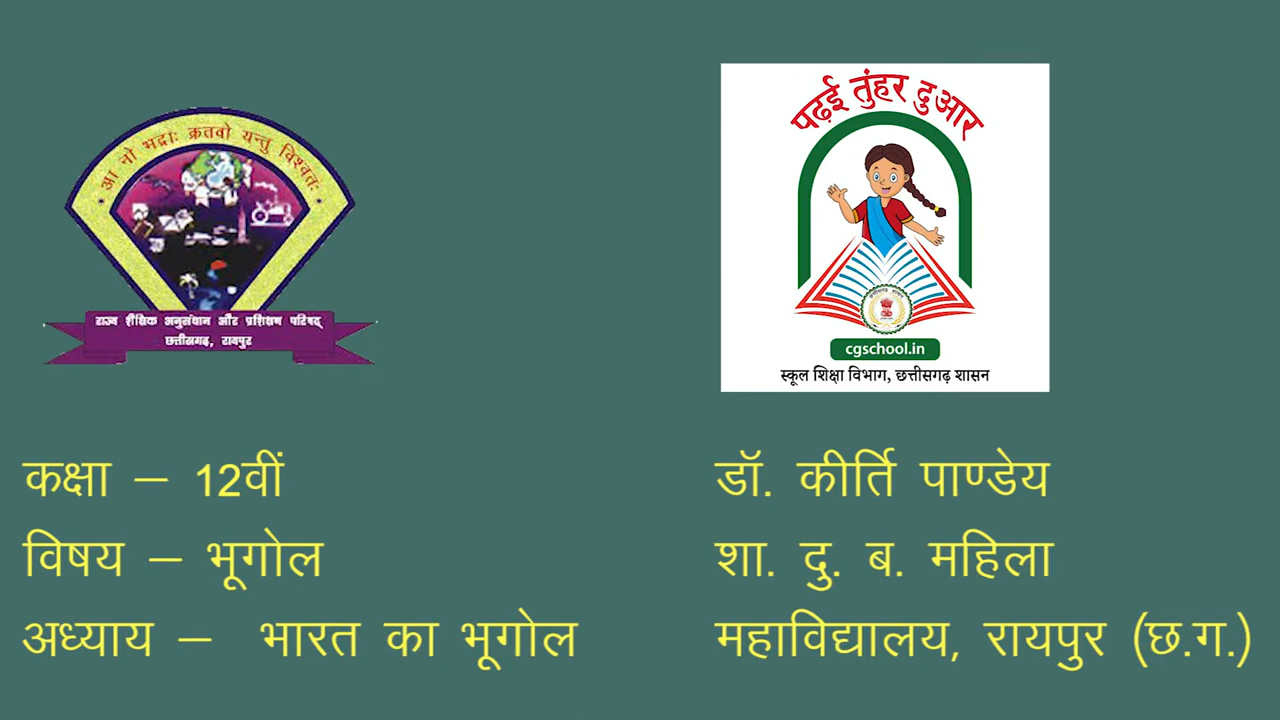 आ नो भद्राः क्रतवो यन्तु विश्वतः
राज्य शैक्षिक अनुसंधान और प्रशिक्षण परिषद्
छत्तीसगढ़, रायपुर
पढ़ई तुंहर दुआर
cgschool.in
स्कूल शिक्षा विभाग, छत्तीसगढ़ शासन
कक्षा – 12वीं
विषय – भूगोल
अध्याय – भारत का भूगोल
डॉ. कीर्ति पाण्डेय
शा. दु. ब. महिला
महाविद्यालय, रायपुर (छ.ग.)